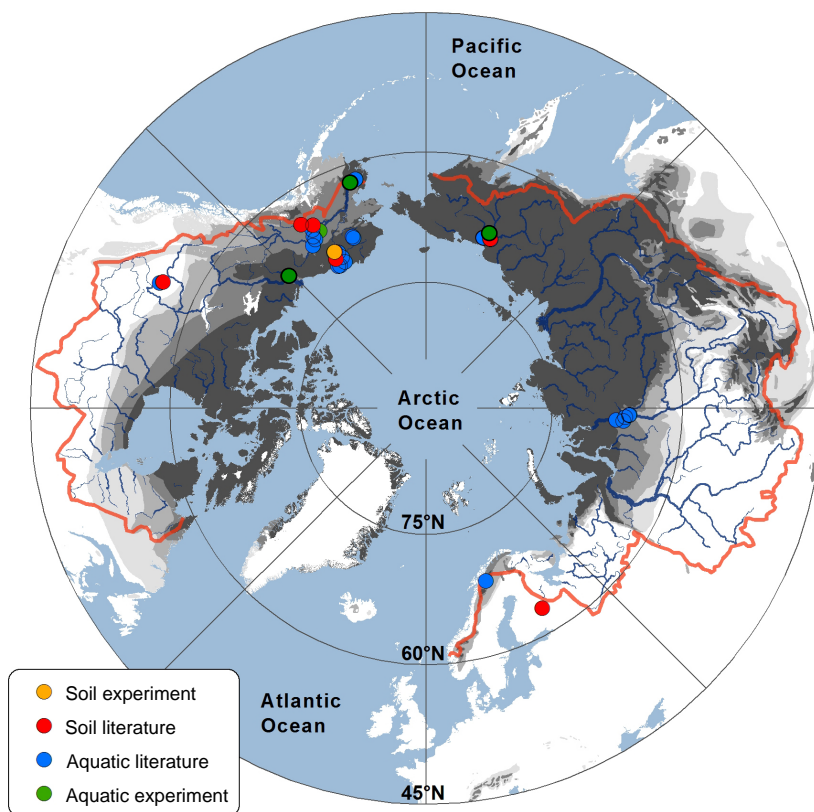 Pacific
Ocean
Arctic
Ocean
75°N
60°N
Atlantic
Ocean
45°N
Soil experiment
Soil literature
Aquatic literature
Aquatic experiment